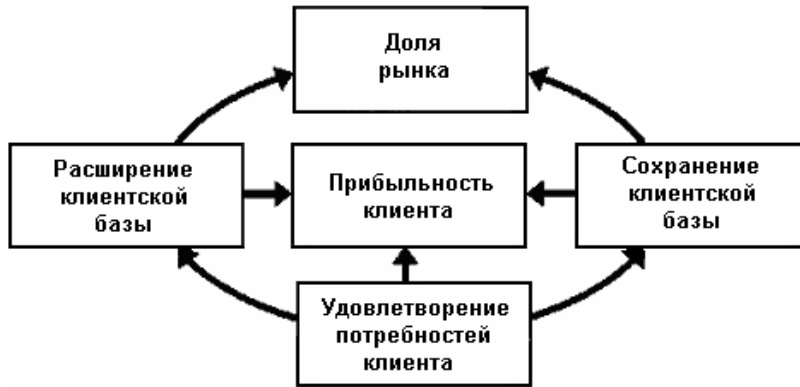 Доля
рынка
Расширение
клиентской
базы
Прибыльность
клиента
Сохранение
клиентской
базы
Удовлетворение
потребностей
клиента